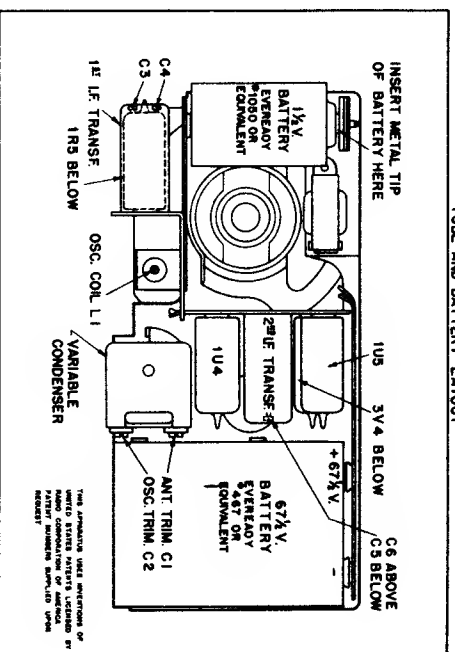 TUBE AND BATTERY LAYOUT
INSERT METAL TIP
OF BATTERY HERE
1½ V.
BATTERY
EVEREADY
#1050 OR
EQUIVALENT
C4
C3
1ST I.F. TRANSF.
1R5 BELOW
OSC. COIL L1
VARIABLE
CONDENSER
1U5
2ND I.F. TRANSF.
1U4
3V4 BELOW
C6 ABOVE
C5 BELOW
+67½ V.
-
67½ V.
BATTERY
EVEREADY
#467 OR
EQUIVALENT
ANT. TRIM. C1
OSC. TRIM. C2
THIS APPARATUS USES INVENTIONS OF
UNITED STATES PATENTS LICENSED BY
RADIO CORPORATION OF AMERICA
PATENT NUMBERS SUPPLIED UPON
REQUEST